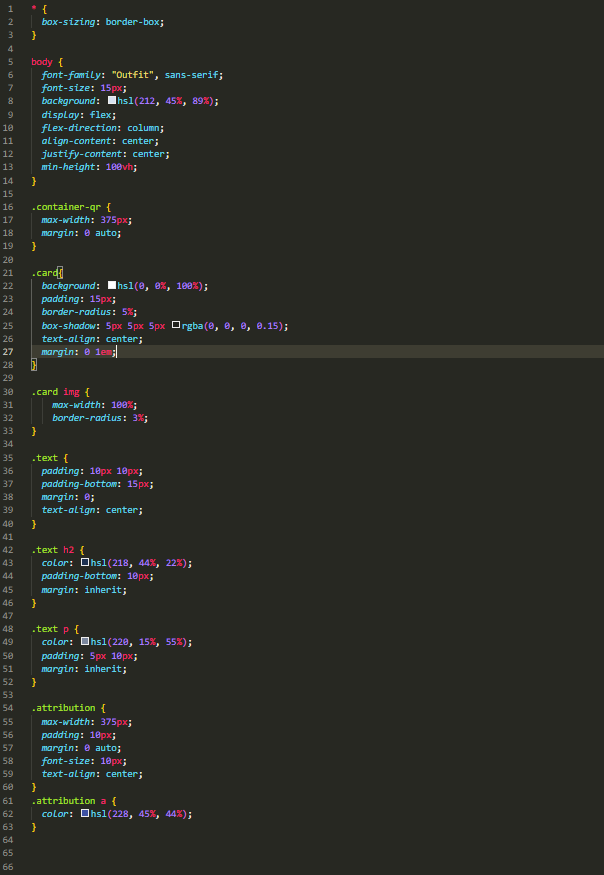 1 * {
2 box-sizing: border-box;
3 }
4
5 body {
6 font-family: "Outfit", sans-serif;
7 font-size: 15px;
8 background: hsl(212, 45%, 89%);
9 display: flex;
10 flex-direction: column;
11 align-content: center;
12 justify-content: center;
13 min-height: 100vh;
14 }
15
16 .container-qr {
17 max-width: 375px;
18 margin: 0 auto;
19 }
20
21 .card{
22 background: hsl(0, 0%, 100%);
23 padding: 15px;
24 border-radius: 5%;
25 box-shadow: 5px 5px 5px rgba(0, 0, 0, 0.15);
26 text-align: center;
27 margin: 0 1em;
28 }
29
30 .card img {
31 max-width: 100%;
32 border-radius: 3%;
33 }
34
35 .text {
36 padding: 10px 10px;
37 padding-bottom: 15px;
38 margin: 0;
39 text-align: center;
40 }
41
42 .text h2 {
43 color: hsl(218, 44%, 22%);
44 padding-bottom: 10px;
45 margin: inherit;
46 }
47
48 .text p {
49 color: hsl(220, 15%, 55%);
50 padding: 5px 10px;
51 margin: inherit;
52 }
53
54 .attribution {
55 max-width: 375px;
56 padding: 10px;
57 margin: 0 auto;
58 font-size: 10px;
59 text-align: center;
60 }
61 .attribution a {
62 color: hsl(228, 45%, 44%);
63 }
64
65
66